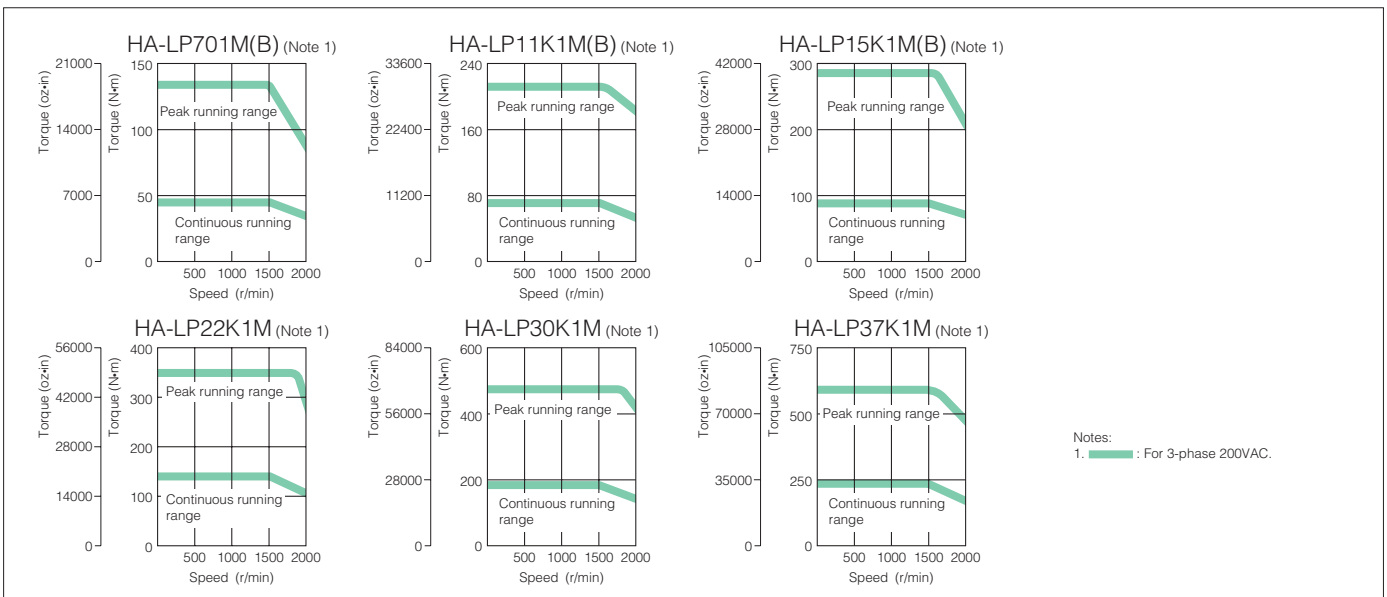 HA-LP701M(B) (Note 1)
Torque (oz•in)
21000
14000
7000
0
Torque (N•m)
150
100
50
0
Peak running range
Continuous running
range
500 1000 1500 2000
Speed (r/min)
HA-LP11K1M(B) (Note 1)
Torque (oz•in)
33600
22400
11200
0
Torque (N•m)
240
160
80
0
Peak running range
Continuous running
range
500 1000 1500 2000
Speed (r/min)
HA-LP15K1M(B) (Note 1)
Torque (oz•in)
42000
28000
14000
0
Torque (N•m)
300
200
100
0
Peak running range
Continuous running
range
500 1000 1500 2000
Speed (r/min)
HA-LP22K1M (Note 1)
Torque (oz•in)
56000
42000
28000
14000
0
Torque (N•m)
400
300
200
100
0
Peak running range
Continuous running
range
500 1000 1500 2000
Speed (r/min)
HA-LP30K1M (Note 1)
Torque (oz•in)
84000
56000
28000
0
Torque (N•m)
600
400
200
0
Peak running range
Continuous running
range
500 1000 1500 2000
Speed (r/min)
HA-LP37K1M (Note 1)
Torque (oz•in)
105000
70000
35000
0
Torque (N•m)
750
500
250
0
Peak running range
Continuous running
range
500 1000 1500 2000
Speed (r/min)
Notes:
1. : For 3-phase 200VAC.